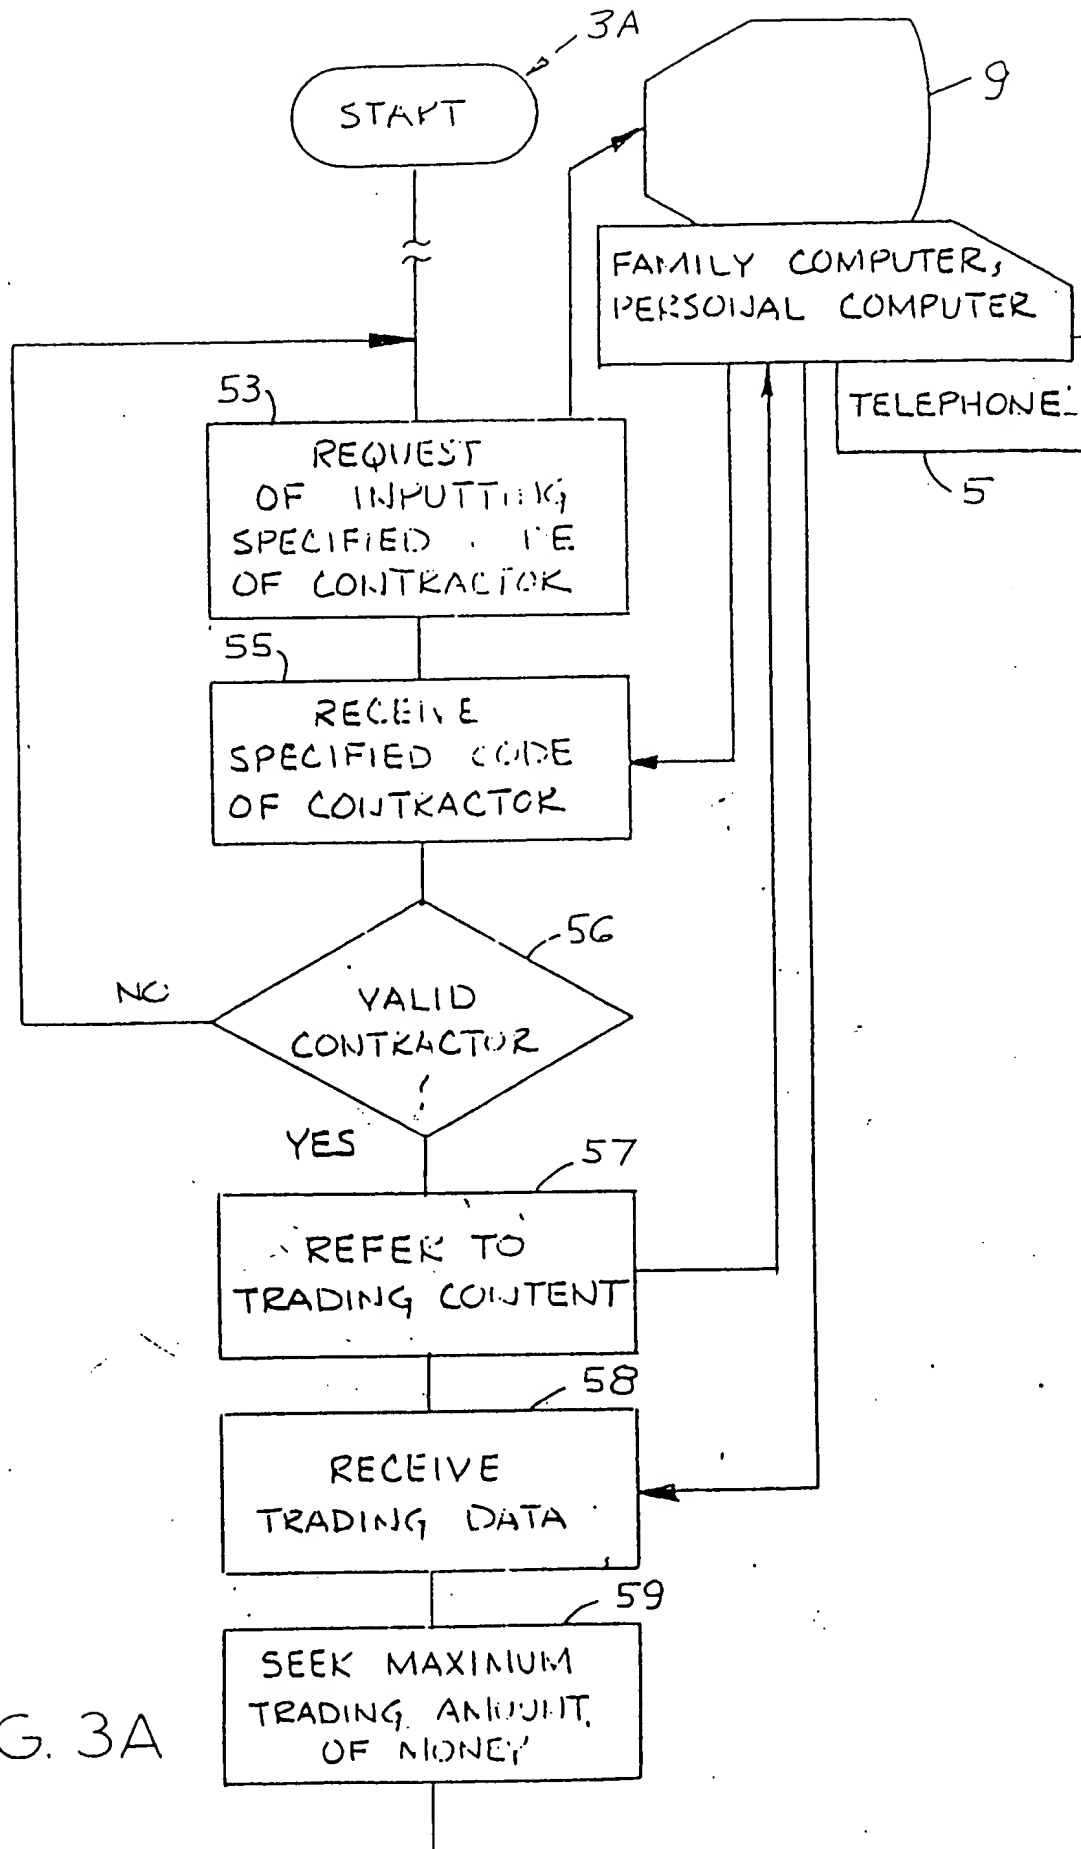 3A
START
9
FAMILY COMPUTER,
PERSONAL COMPUTER
TELEPHONE
5
53
REQUEST
OF INPUTTING
SPECIFIED
OF CONTRACTOR
55
RECEIVE
SPECIFIED CODE
OF CONTRACTOR
56
NO
VALID
CONTRACTOR
YES
57
REFER TO
TRADING CONTENT
58
RECEIVE
TRADING DATA
59
SEEK MAXIMUM
TRADING AMOUNT
OF MONEY
G. 3A